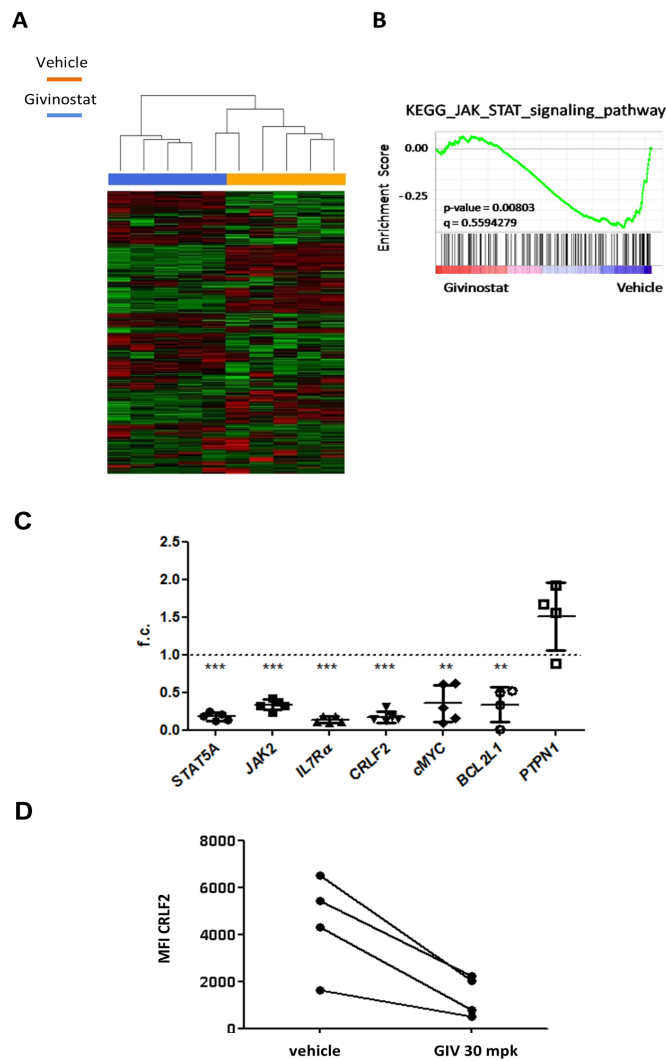 A
Vehicle
Givinostat
B
KEGG_JAK_STAT_signaling_pathway
Enrichment Score
0.00
-0.25
p-value = 0.00803
q = 0.5594279
Givinostat Vehicle
C
f.c.
2.5
2.0
1.5
1.0
0.5
0.0
*** *** *** *** ** **
STAT5A JAK2 IL7Rα CRLF2 cMYC BCL2L1 PTPN1
D
MFI CRLF2
8000
6000
4000
2000
0
vehicle GIV 30 mpk